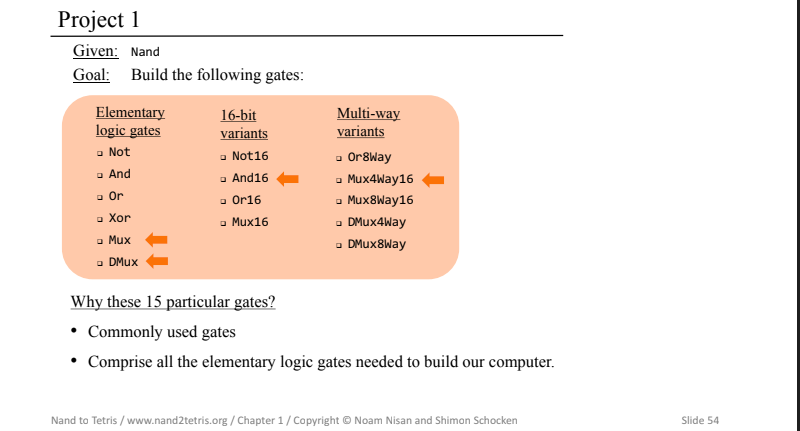 Project 1
Given: Nand
Goal: Build the following gates:
Elementary
logic gates
Not
And
Or
Xor
Mux
DMux
16-bit
variants
Not16
And16
Or16
Mux16
Multi-way
variants
Or8Way
Mux4Way16
Mux8Way16
DMux4Way
DMux8Way
Why these 15 particular gates?
• Commonly used gates
• Comprise all the elementary logic gates needed to build our computer.
Nand to Tetris / www.nand2tetris.org / Chapter 1 / Copyright © Noam Nisan and Shimon Schocken
Slide 54